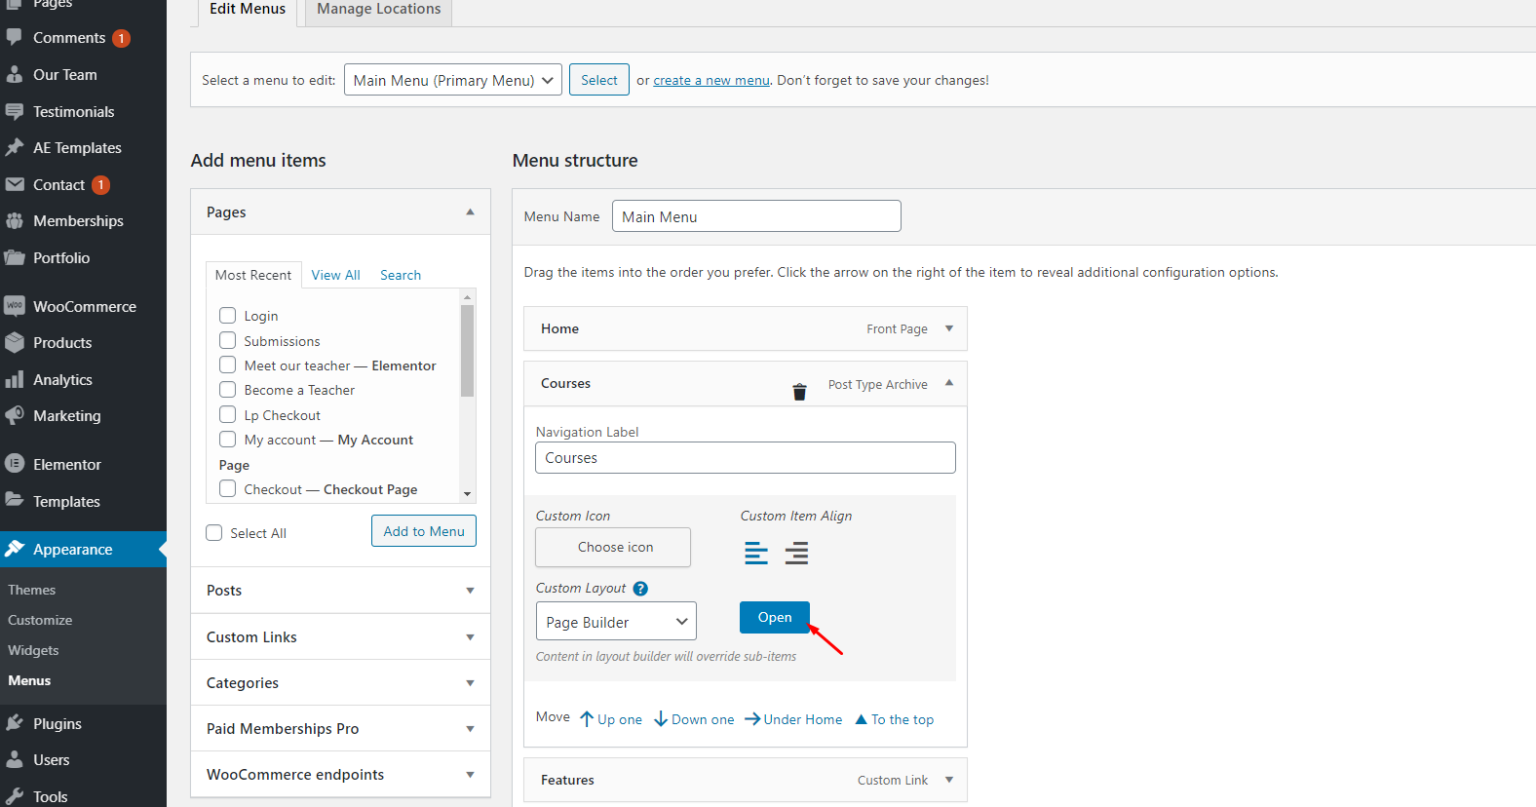 Pages
Comments 1
Our Team
Testimonials
AE Templates
Contact 1
Memberships
Portfolio
WOO WooCommerce
Products
Analytics
Marketing
Elementor
Templates
Appearance
Themes
Customize
Widgets
Menus
Plugins
Users
Tools
Edit Menus Manage Locations
Select a menu to edit: Main Menu (Primary Menu) Select or create a new menu. Don't forget to save your changes!
Add menu items
Pages
Most Recent View All Search
Login
Submissions
Meet our teacher — Elementor
Become a Teacher
Lp Checkout
My account — My Account
Page
Checkout — Checkout Page
Select All Add to Menu
Posts
Custom Links
Categories
Paid Memberships Pro
WooCommerce endpoints
Menu structure
Menu Name Main Menu
Drag the items into the order you prefer. Click the arrow on the right of the item to reveal additional configuration options.
Home Front Page
Courses Post Type Archive
Navigation Label
Courses
Custom Icon Custom Item Align
Choose icon
Custom Layout ?
Page Builder Open
Content in layout builder will override sub-items
Move Up one Down one Under Home To the top
Features Custom Link